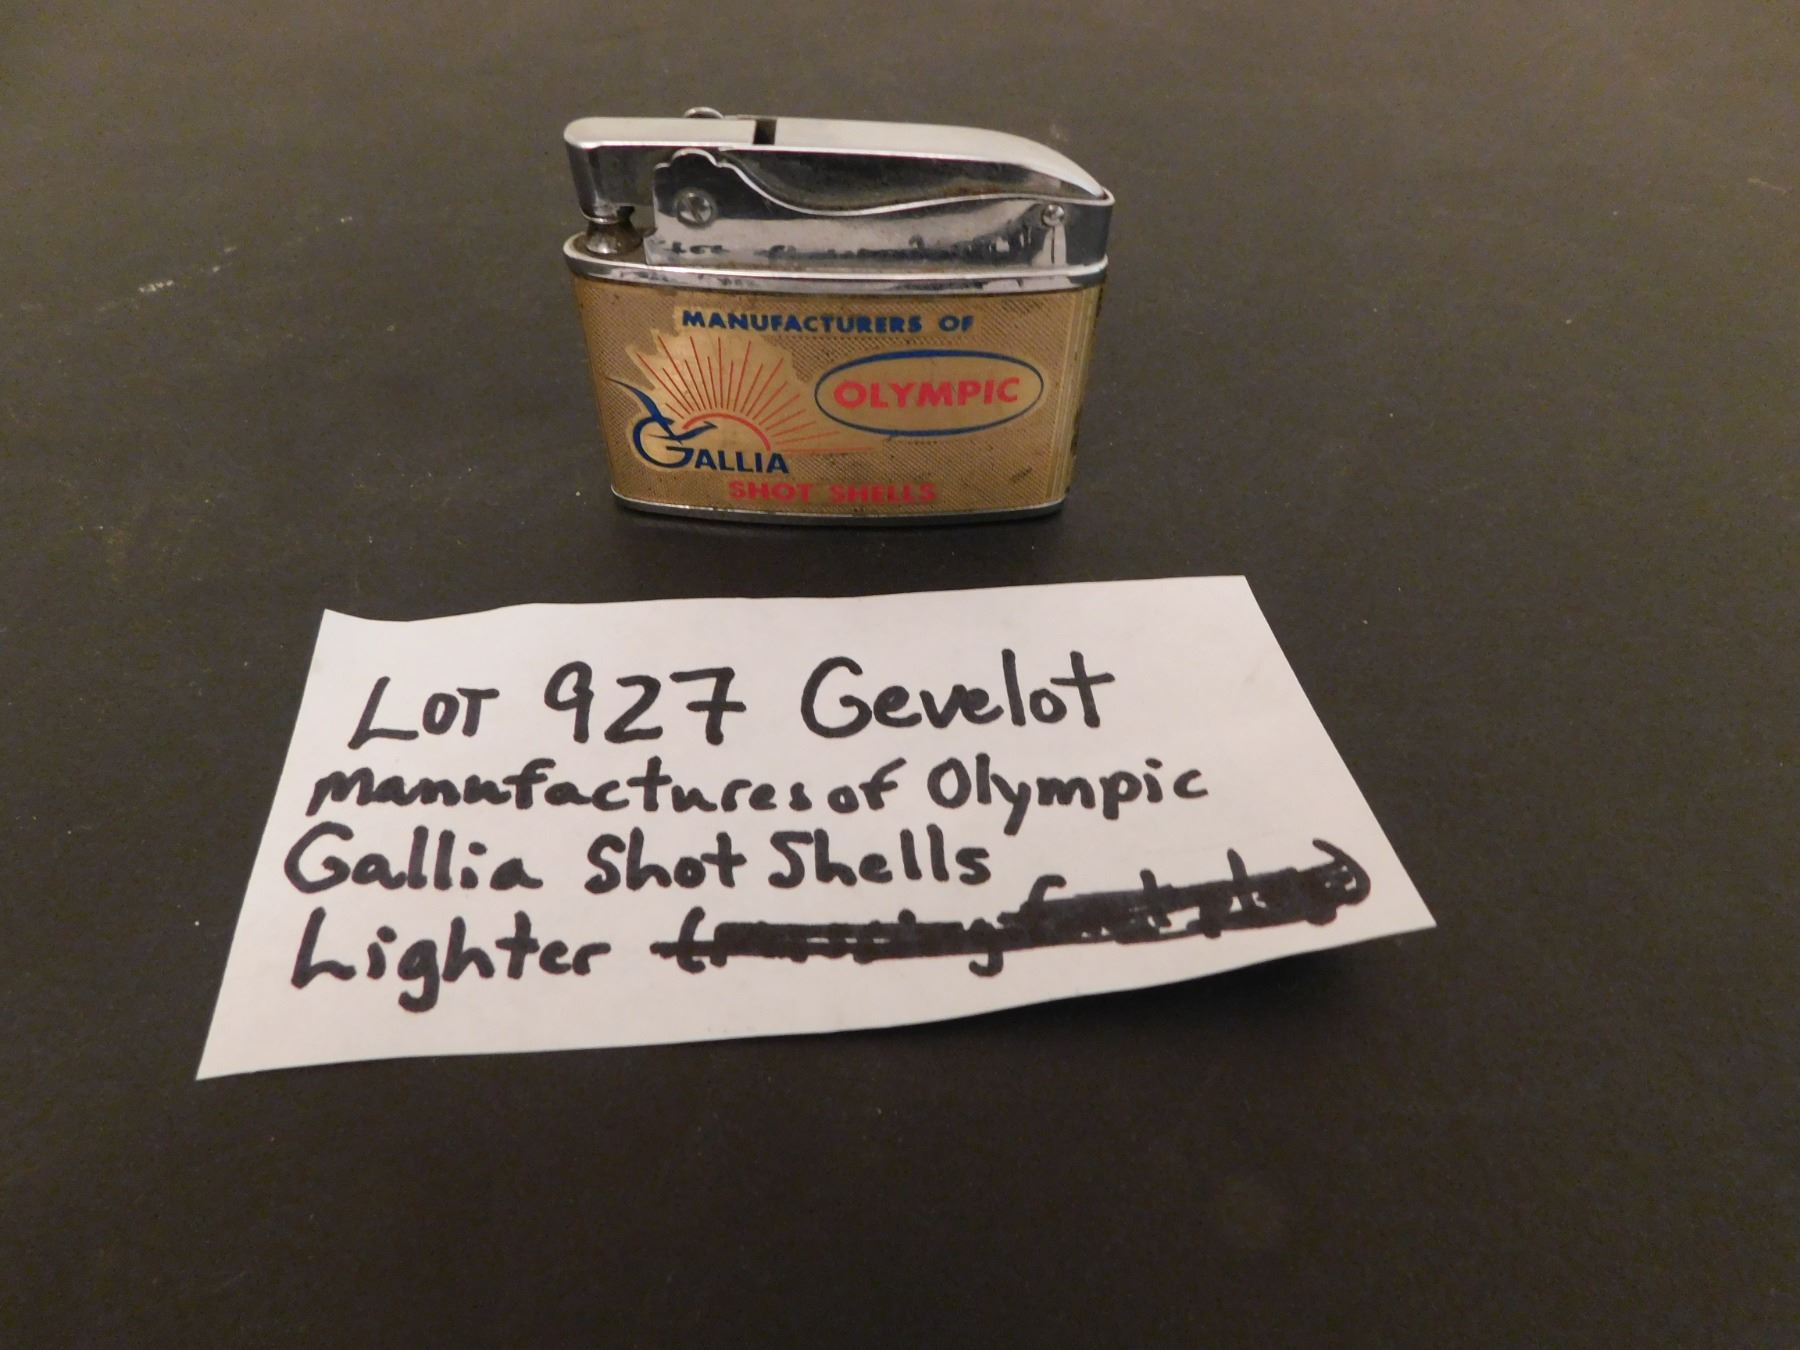 MANUFACTURERS OF
OLYMPIC
GALLIA
SHOT SHELLS
LOT 927 Gevelot
manufactures of Olympic
Gallia Shot Shells
Lighter